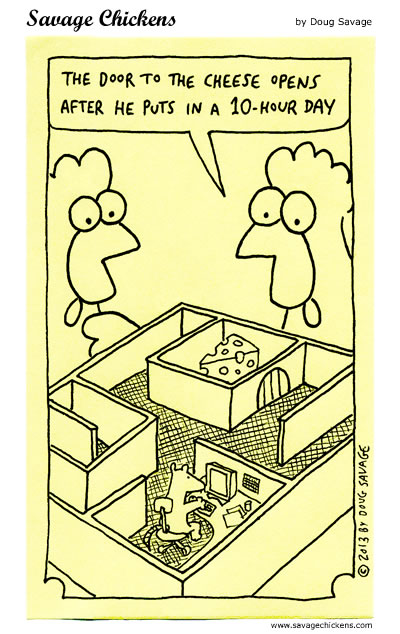 Savage Chickens by Doug Savage
THE DOOR TO THE CHEESE OPENS
AFTER HE PUTS IN A 10-HOUR DAY
© 2013 BY DOUG SAVAGE
www.savagechickens.com